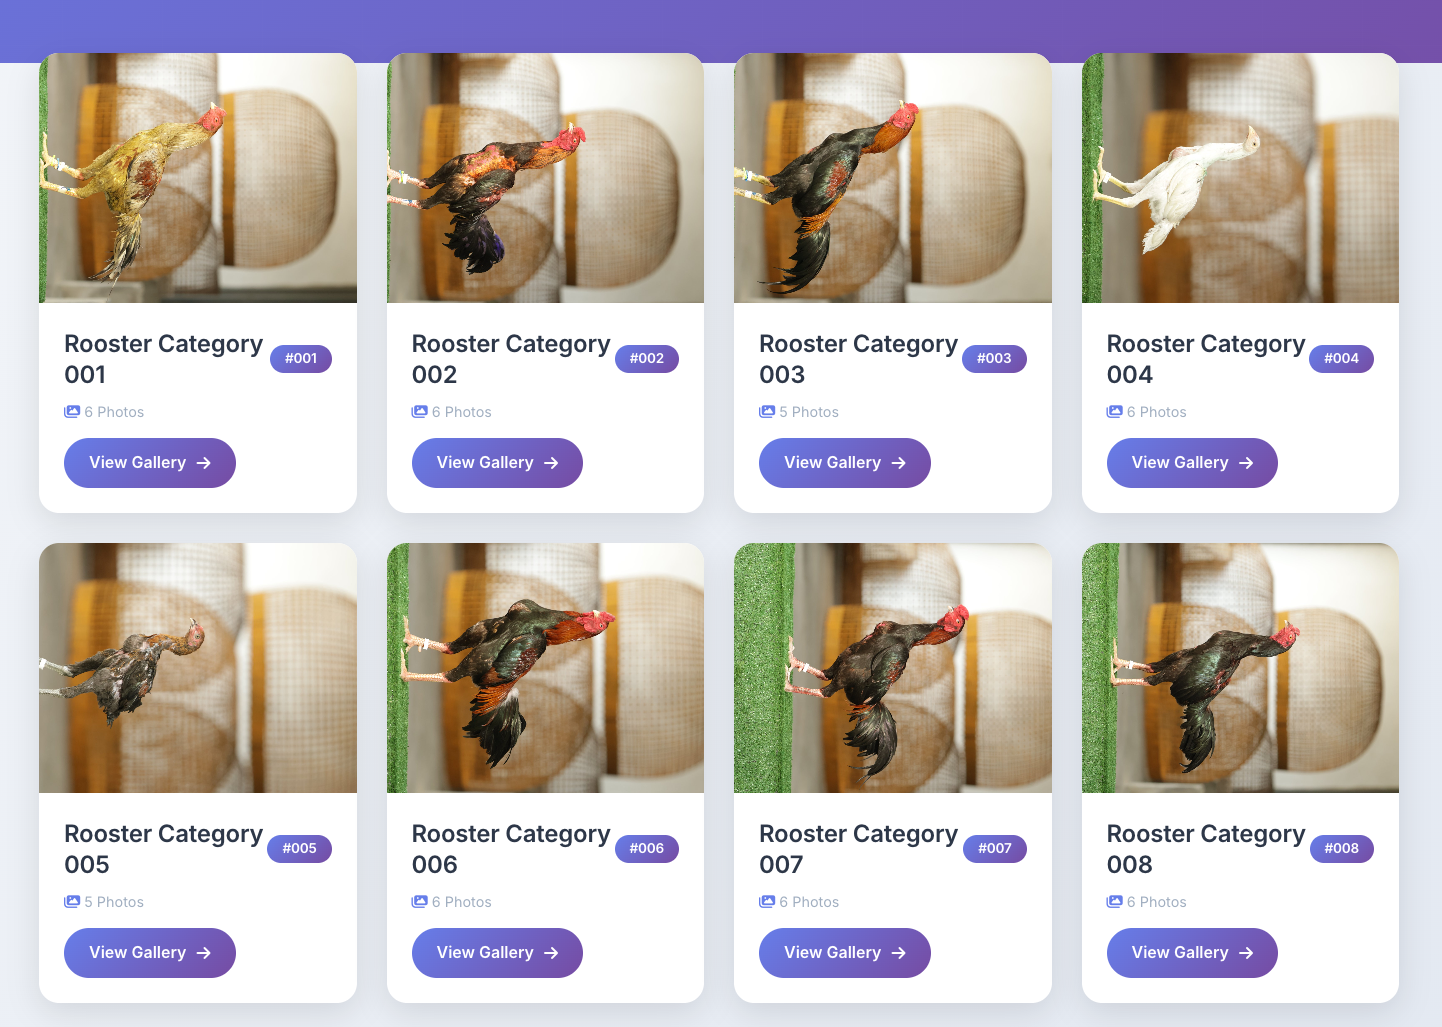 Rooster Category
001
#001
6 Photos
View Gallery
Rooster Category
002
#002
6 Photos
View Gallery
Rooster Category
003
#003
5 Photos
View Gallery
Rooster Category
004
#004
6 Photos
View Gallery
Rooster Category
005
#005
5 Photos
View Gallery
Rooster Category
006
#006
6 Photos
View Gallery
Rooster Category
007
#007
6 Photos
View Gallery
Rooster Category
008
#008
6 Photos
View Gallery